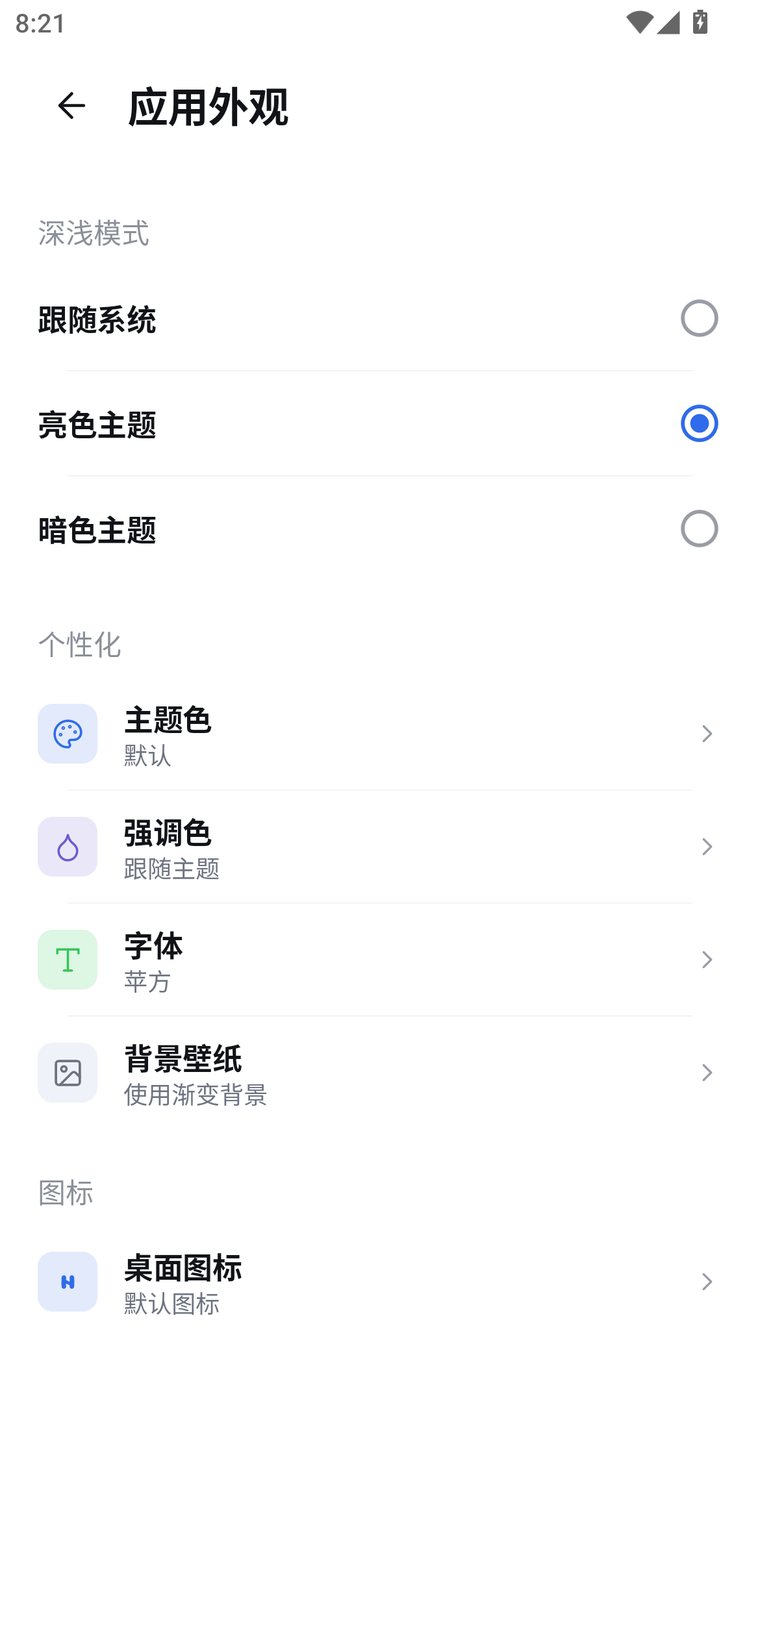 8:21
应用外观
深浅模式
跟随系统
亮色主题
暗色主题
个性化
主题色
默认
强调色
跟随主题
字体
苹方
背景壁纸
使用渐变背景
图标
桌面图标
默认图标